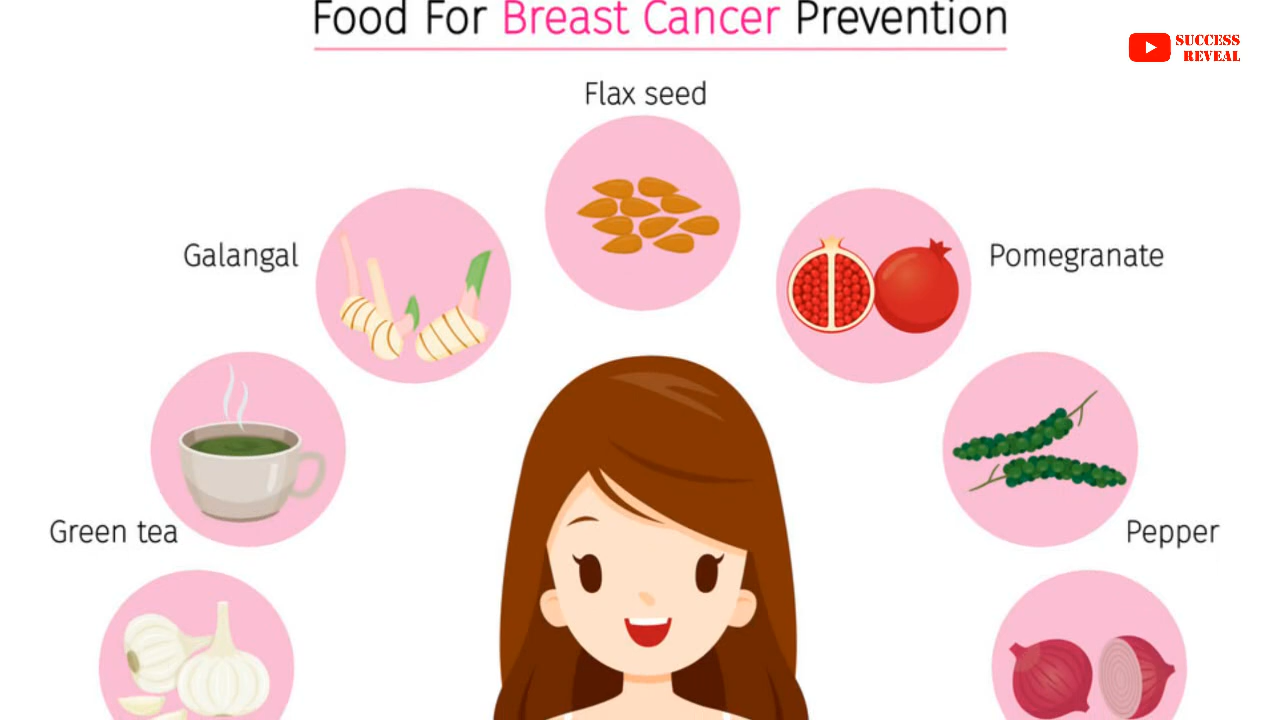 Food For Breast Cancer Prevention
SUCCESS
REVEAL
Flax seed
Galangal
Pomegranate
Green tea
Pepper